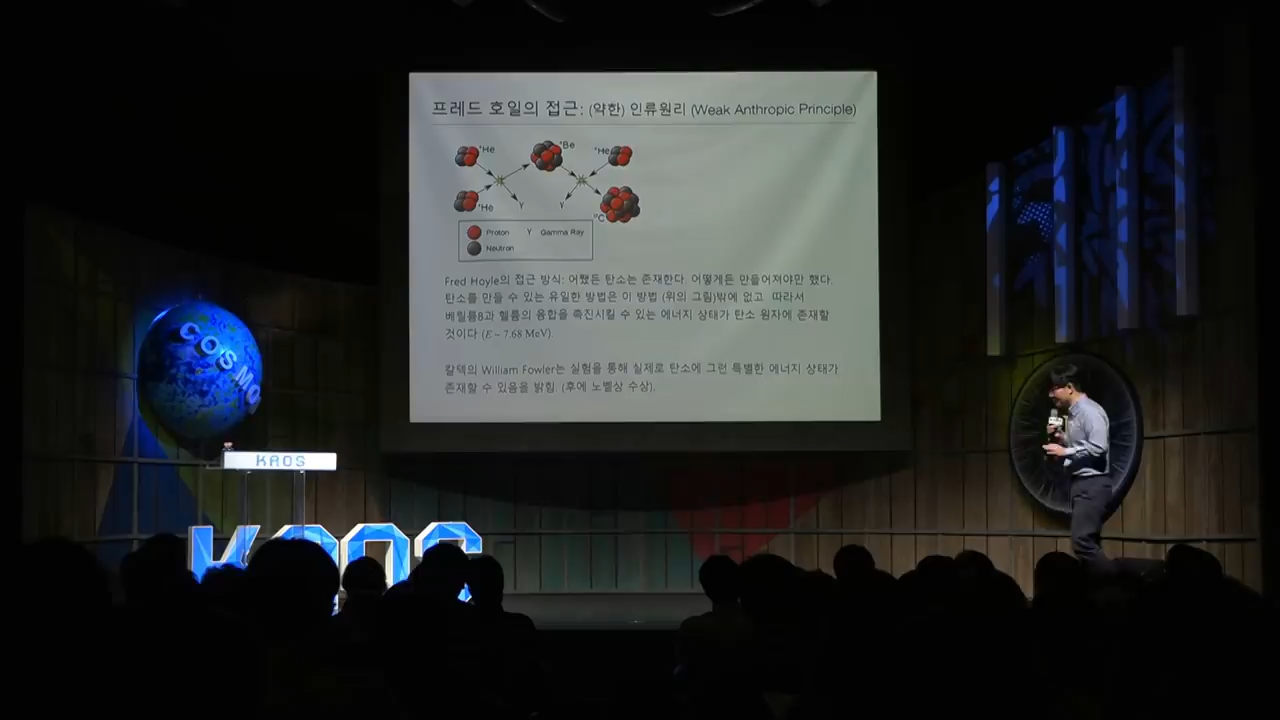 프레드 호일의 접근: (약한) 인류원리 (Weak Anthropic Principle)
⁴He
⁸Be
⁴He
⁴He
γ
γ
¹²C
Proton
γ Gamma Ray
Neutron
Fred Hoyle의 접근 방식: 어쨌든 탄소는 존재한다. 어떻게든 만들어져야만 했다.
탄소를 만들 수 있는 유일한 방법은 이 방법 (위의 그림)밖에 없고 따라서
베릴륨8과 헬륨의 융합을 촉진시킬 수 있는 에너지 상태가 탄소 원자에 존재할
것이다 (E ~ 7.68 MeV).
칼텍의 William Fowler는 실험을 통해 실제로 탄소에 그런 특별한 에너지 상태가
존재할 수 있음을 밝힘. (후에 노벨상 수상).
COSMO
KAOS
KAOS